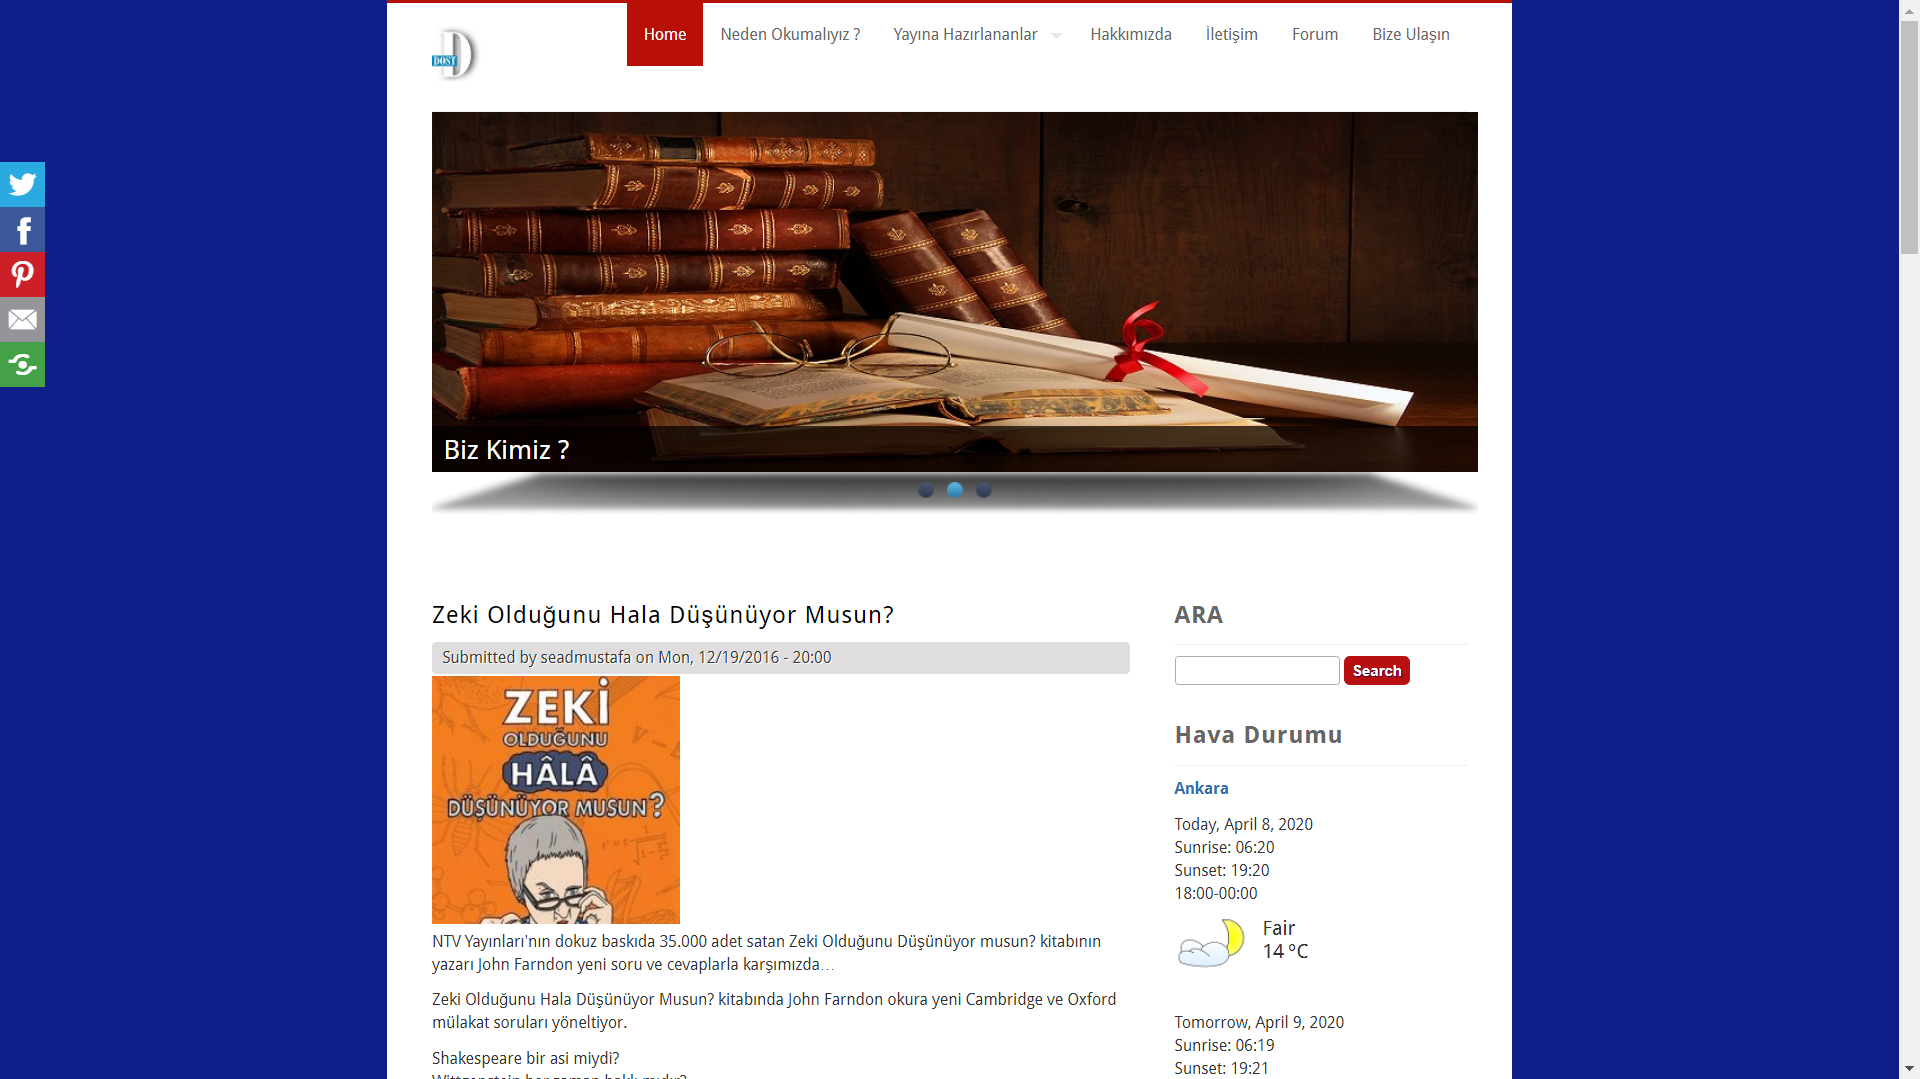 DOST
Home
Neden Okumalıyız ?
Yayına Hazırlananlar
Hakkımızda
İletişim
Forum
Bize Ulaşın
Biz Kimiz ?
Zeki Olduğunu Hala Düşünüyor Musun?
Submitted by seadmustafa on Mon, 12/19/2016 - 20:00
ZEKİ
OLDUĞUNU
HÂLÂ
DÜŞÜNÜYOR MUSUN?
NTV Yayınları'nın dokuz baskıda 35.000 adet satan Zeki Olduğunu Düşünüyor musun? kitabının
yazarı John Farndon yeni soru ve cevaplarla karşımızda…
Zeki Olduğunu Hala Düşünüyor Musun? kitabında John Farndon okura yeni Cambridge ve Oxford
mülakat soruları yöneltiyor.
Shakespeare bir asi miydi?
Wittgenstein her zaman haklı mıdır?
ARA
Search
Hava Durumu
Ankara
Today, April 8, 2020
Sunrise: 06:20
Sunset: 19:20
18:00-00:00
Fair
14 °C
Tomorrow, April 9, 2020
Sunrise: 06:19
Sunset: 19:21